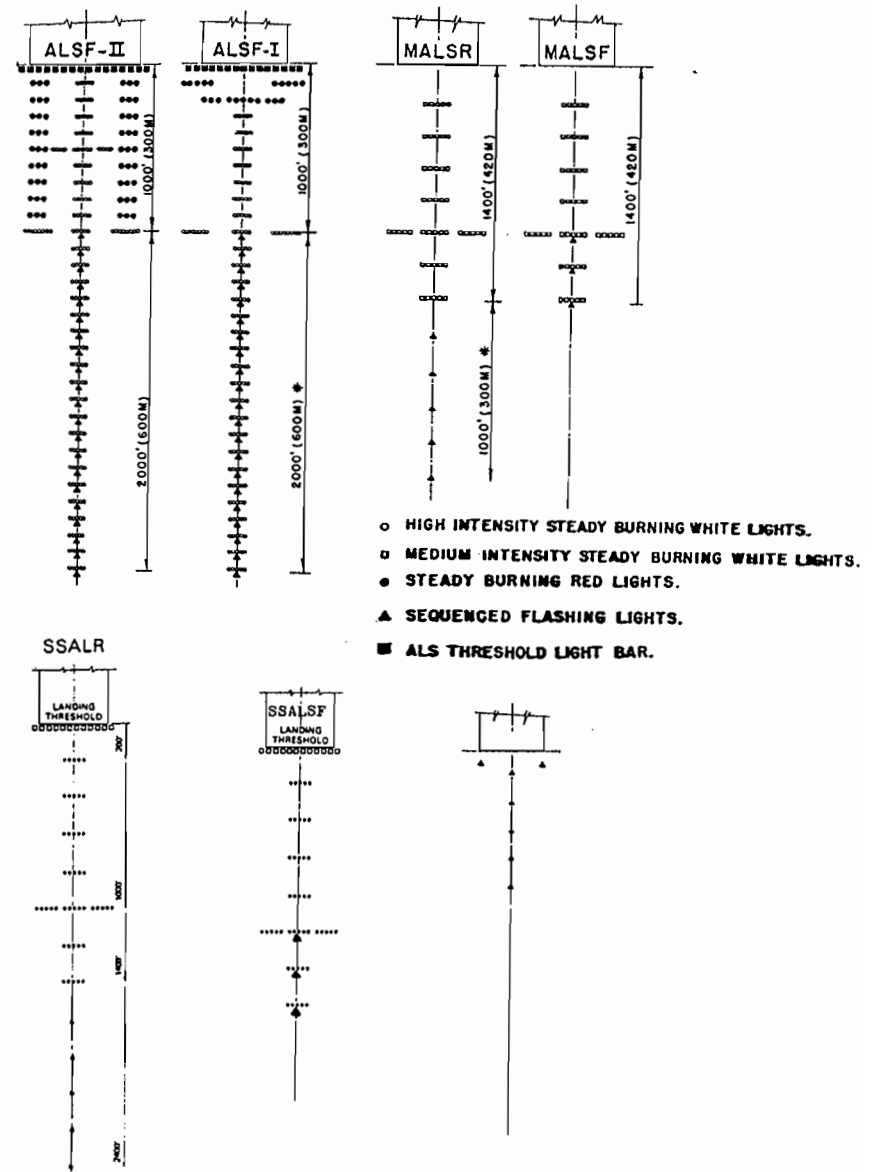 ALSF-II
ALSF-I
MALSR
MALSF
1000' (300M)
1000' (300M)
1400' (420M)
1400' (420M)
2000' (600M)
2000' (600M) *
1000' (300M) *
○ HIGH INTENSITY STEADY BURNING WHITE LIGHTS.
□ MEDIUM INTENSITY STEADY BURNING WHITE LIGHTS.
● STEADY BURNING RED LIGHTS.
▲ SEQUENCED FLASHING LIGHTS.
■ ALS THRESHOLD LIGHT BAR.
SSALR
LANDING
THRESHOLD
200'
1000'
1400'
2400'
SSALSF
LANDING
THRESHOLD